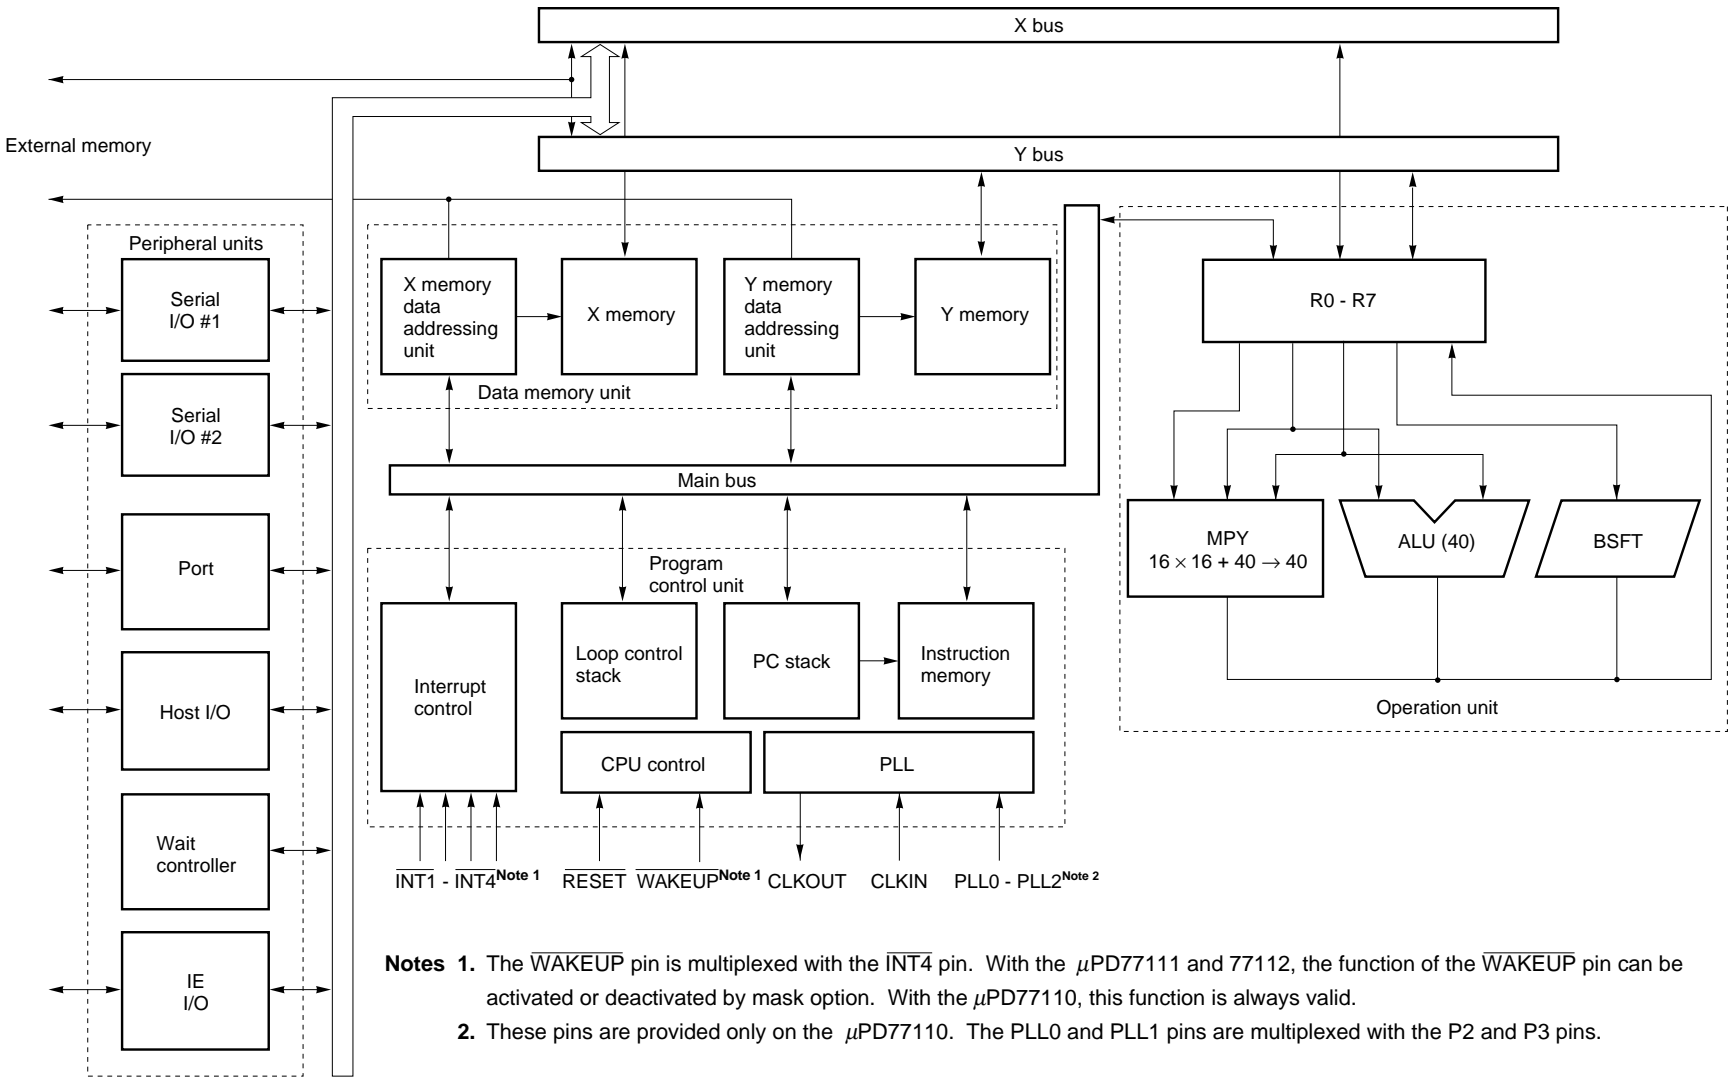 X bus
External memory
Y bus
Peripheral units
Serial
I/O #1
Serial
I/O #2
Port
Host I/O
Wait
controller
IE
I/O
X memory
data
addressing
unit
X memory
Y memory
data
addressing
unit
Y memory
Data memory unit
Main bus
Program
control unit
Interrupt
control
Loop control
stack
PC stack
Instruction
memory
CPU control
PLL
R0 - R7
MPY
16 × 16 + 40 → 40
ALU (40)
BSFT
Operation unit
INT1 - INT4 Note 1 RESET WAKEUP Note 1 CLKOUT CLKIN PLL0 - PLL2 Note 2
Notes 1. The WAKEUP pin is multiplexed with the INT4 pin. With the μPD77111 and 77112, the function of the WAKEUP pin can be
activated or deactivated by mask option. With the μPD77110, this function is always valid.
2. These pins are provided only on the μPD77110. The PLL0 and PLL1 pins are multiplexed with the P2 and P3 pins.